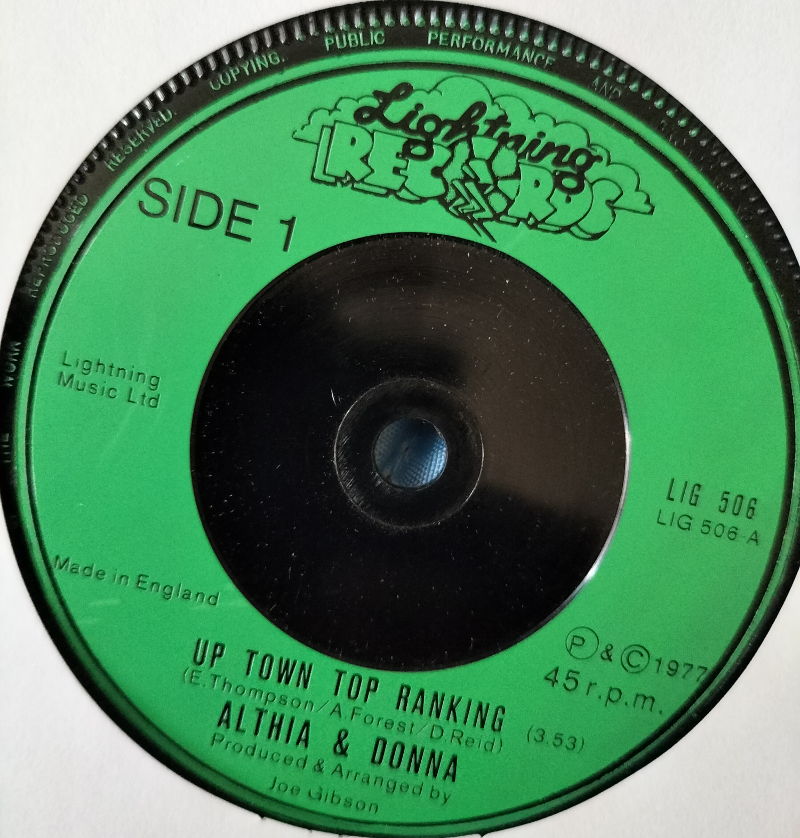 THE WORK REPRODUCED RESERVED. COPYING, PUBLIC PERFORMANCE AND
Lightning
RECORDS
SIDE 1
Lightning
Music Ltd
LIG 506
LIG 506-A
Made in England
℗ & © 1977
45 r.p.m.
UP TOWN TOP RANKING
(E.Thompson/A.Forest/D.Reid) (3.53)
ALTHIA & DONNA
Produced & Arranged by
Joe Gibson